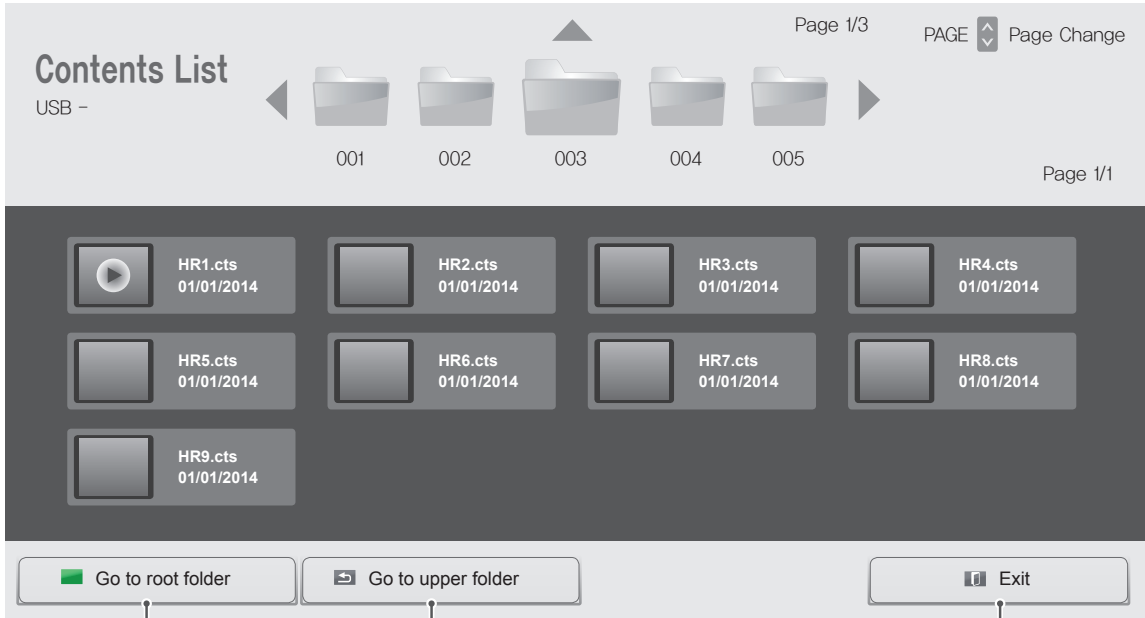 Page 1/3
PAGE Page Change
Contents List
USB -
001 002 003 004 005
Page 1/1
HR1.cts
01/01/2014
HR2.cts
01/01/2014
HR3.cts
01/01/2014
HR4.cts
01/01/2014
HR5.cts
01/01/2014
HR6.cts
01/01/2014
HR7.cts
01/01/2014
HR8.cts
01/01/2014
HR9.cts
01/01/2014
Go to root folder
Go to upper folder
Exit